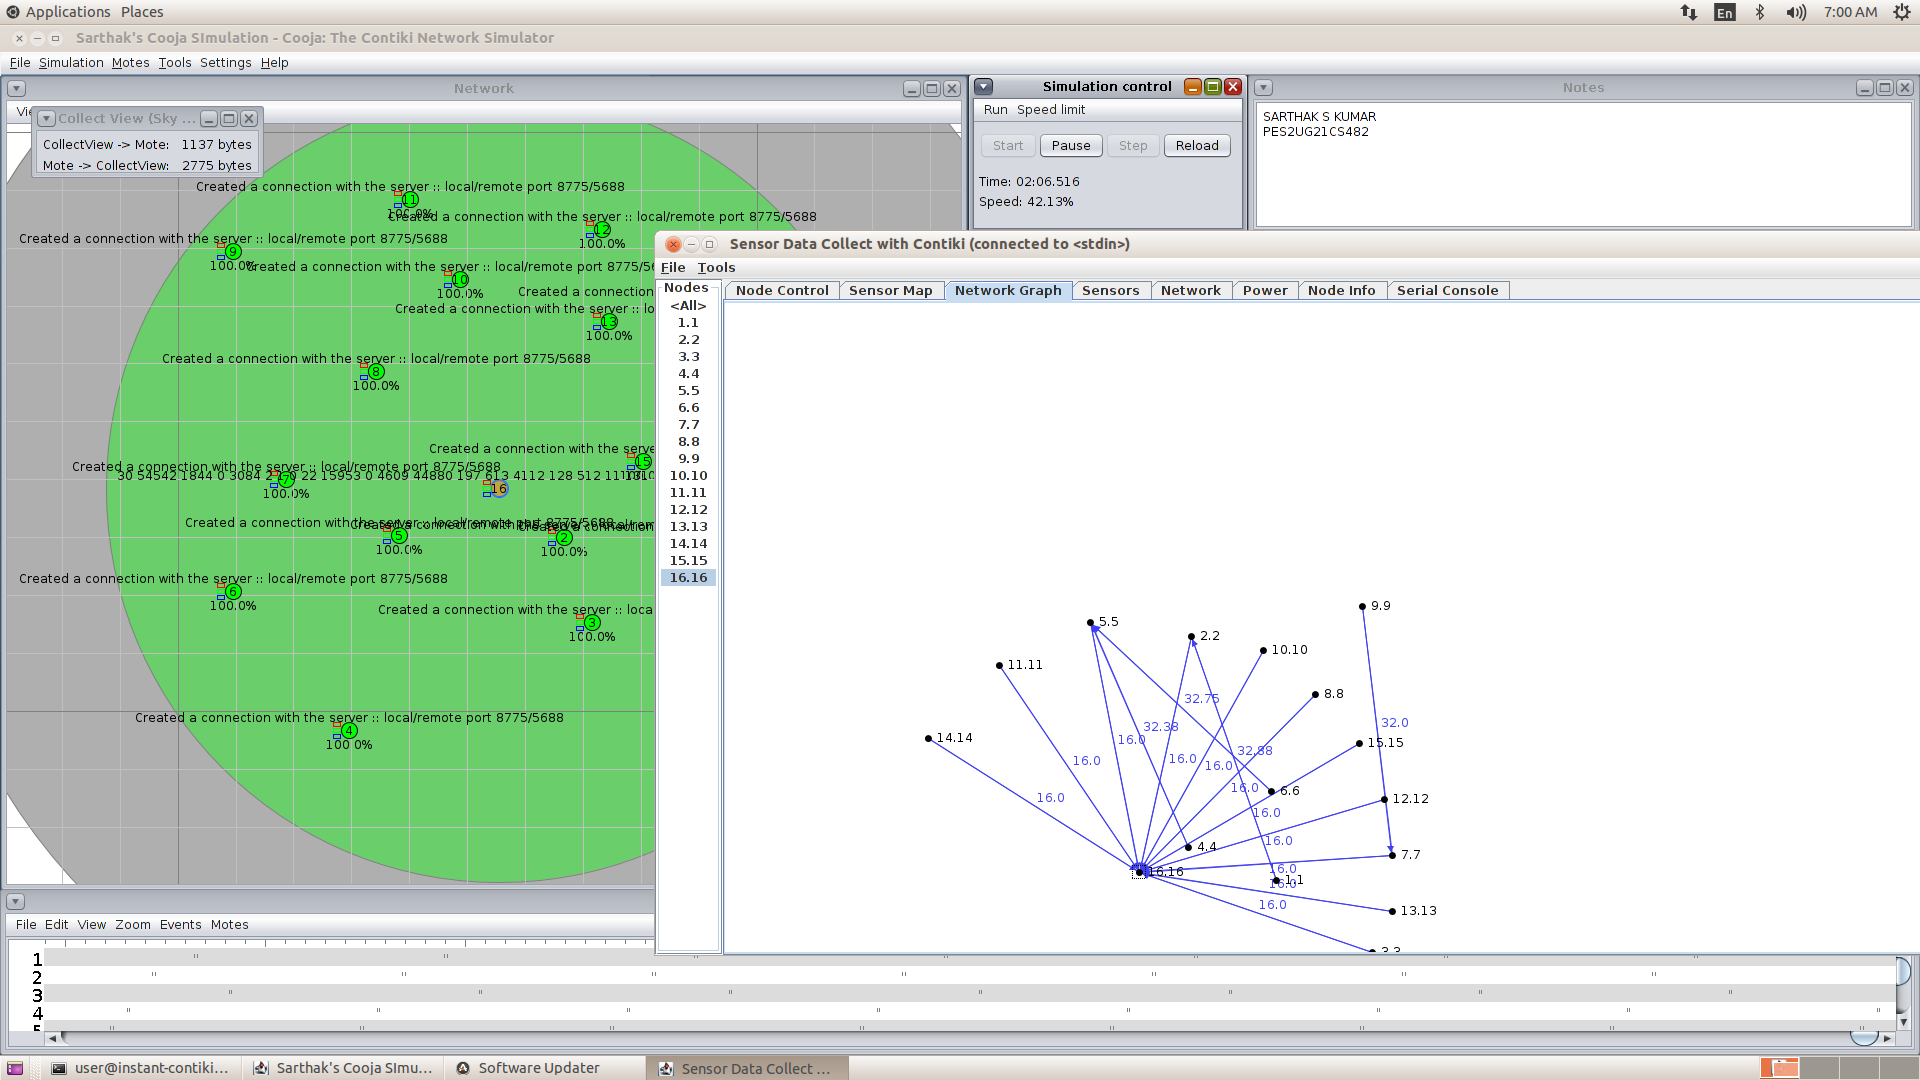 Applications Places
En 7:00 AM
Sarthak's Cooja SImulation - Cooja: The Contiki Network Simulator
File Simulation Motes Tools Settings Help
Network
Collect View (Sky ...
CollectView -> Mote: 1137 bytes
Mote -> CollectView: 2775 bytes
Created a connection with the server :: local/remote port 8775/5688
11
Created a connection with the server :: local/remote port 8775/5688
12
100.0%
Created a connection with the server :: local/remote port 8775/5688
9
100.0%
Created a connection with the server :: local/remote port 8775/56
10
100.0%
Created a connection
Created a connection with the server :: lo
13
100.0%
Created a connection with the server :: local/remote port 8775/5688
8
100.0%
Created a connection with the serve
15
Created a connection with the server :: local/remote port 8775/5688
30 54542 1844 0 3084 2 1 0 22 15953 0 4609 44880 197 613 4112 128 512
7
100.0%
16
Created a connection with the server :: local/remote port 8775/5688
5
100.0%
2
100.0%
Created a connection with the server :: local/remote port 8775/5688
6
100.0%
Created a connection with the server :: loca
3
100.0%
Created a connection with the server :: local/remote port 8775/5688
4
100.0%
Simulation control
Run Speed limit
Start Pause Step Reload
Time: 02:06.516
Speed: 42.13%
Notes
SARTHAK S KUMAR
PES2UG21CS482
Sensor Data Collect with Contiki (connected to <stdin>)
File Tools
Nodes
<All>
1.1
2.2
3.3
4.4
5.5
6.6
7.7
8.8
9.9
10.10
11.11
12.12
13.13
14.14
15.15
16.16
Node Control Sensor Map Network Graph Sensors Network Power Node Info Serial Console
9.9
5.5
2.2
10.10
11.11
8.8
32.75
32.0
32.38
14.14
16.0
15.15
32.88
16.0
16.0
16.0
6.6
16.0
16.0
12.12
16.0
16.0
4.4
7.7
16.0
16.16
1.1
16.0
16.0
13.13
3.3
File Edit View Zoom Events Motes
1
2
3
4
5
user@instant-contiki... Sarthak's Cooja SImu... Software Updater Sensor Data Collect ...